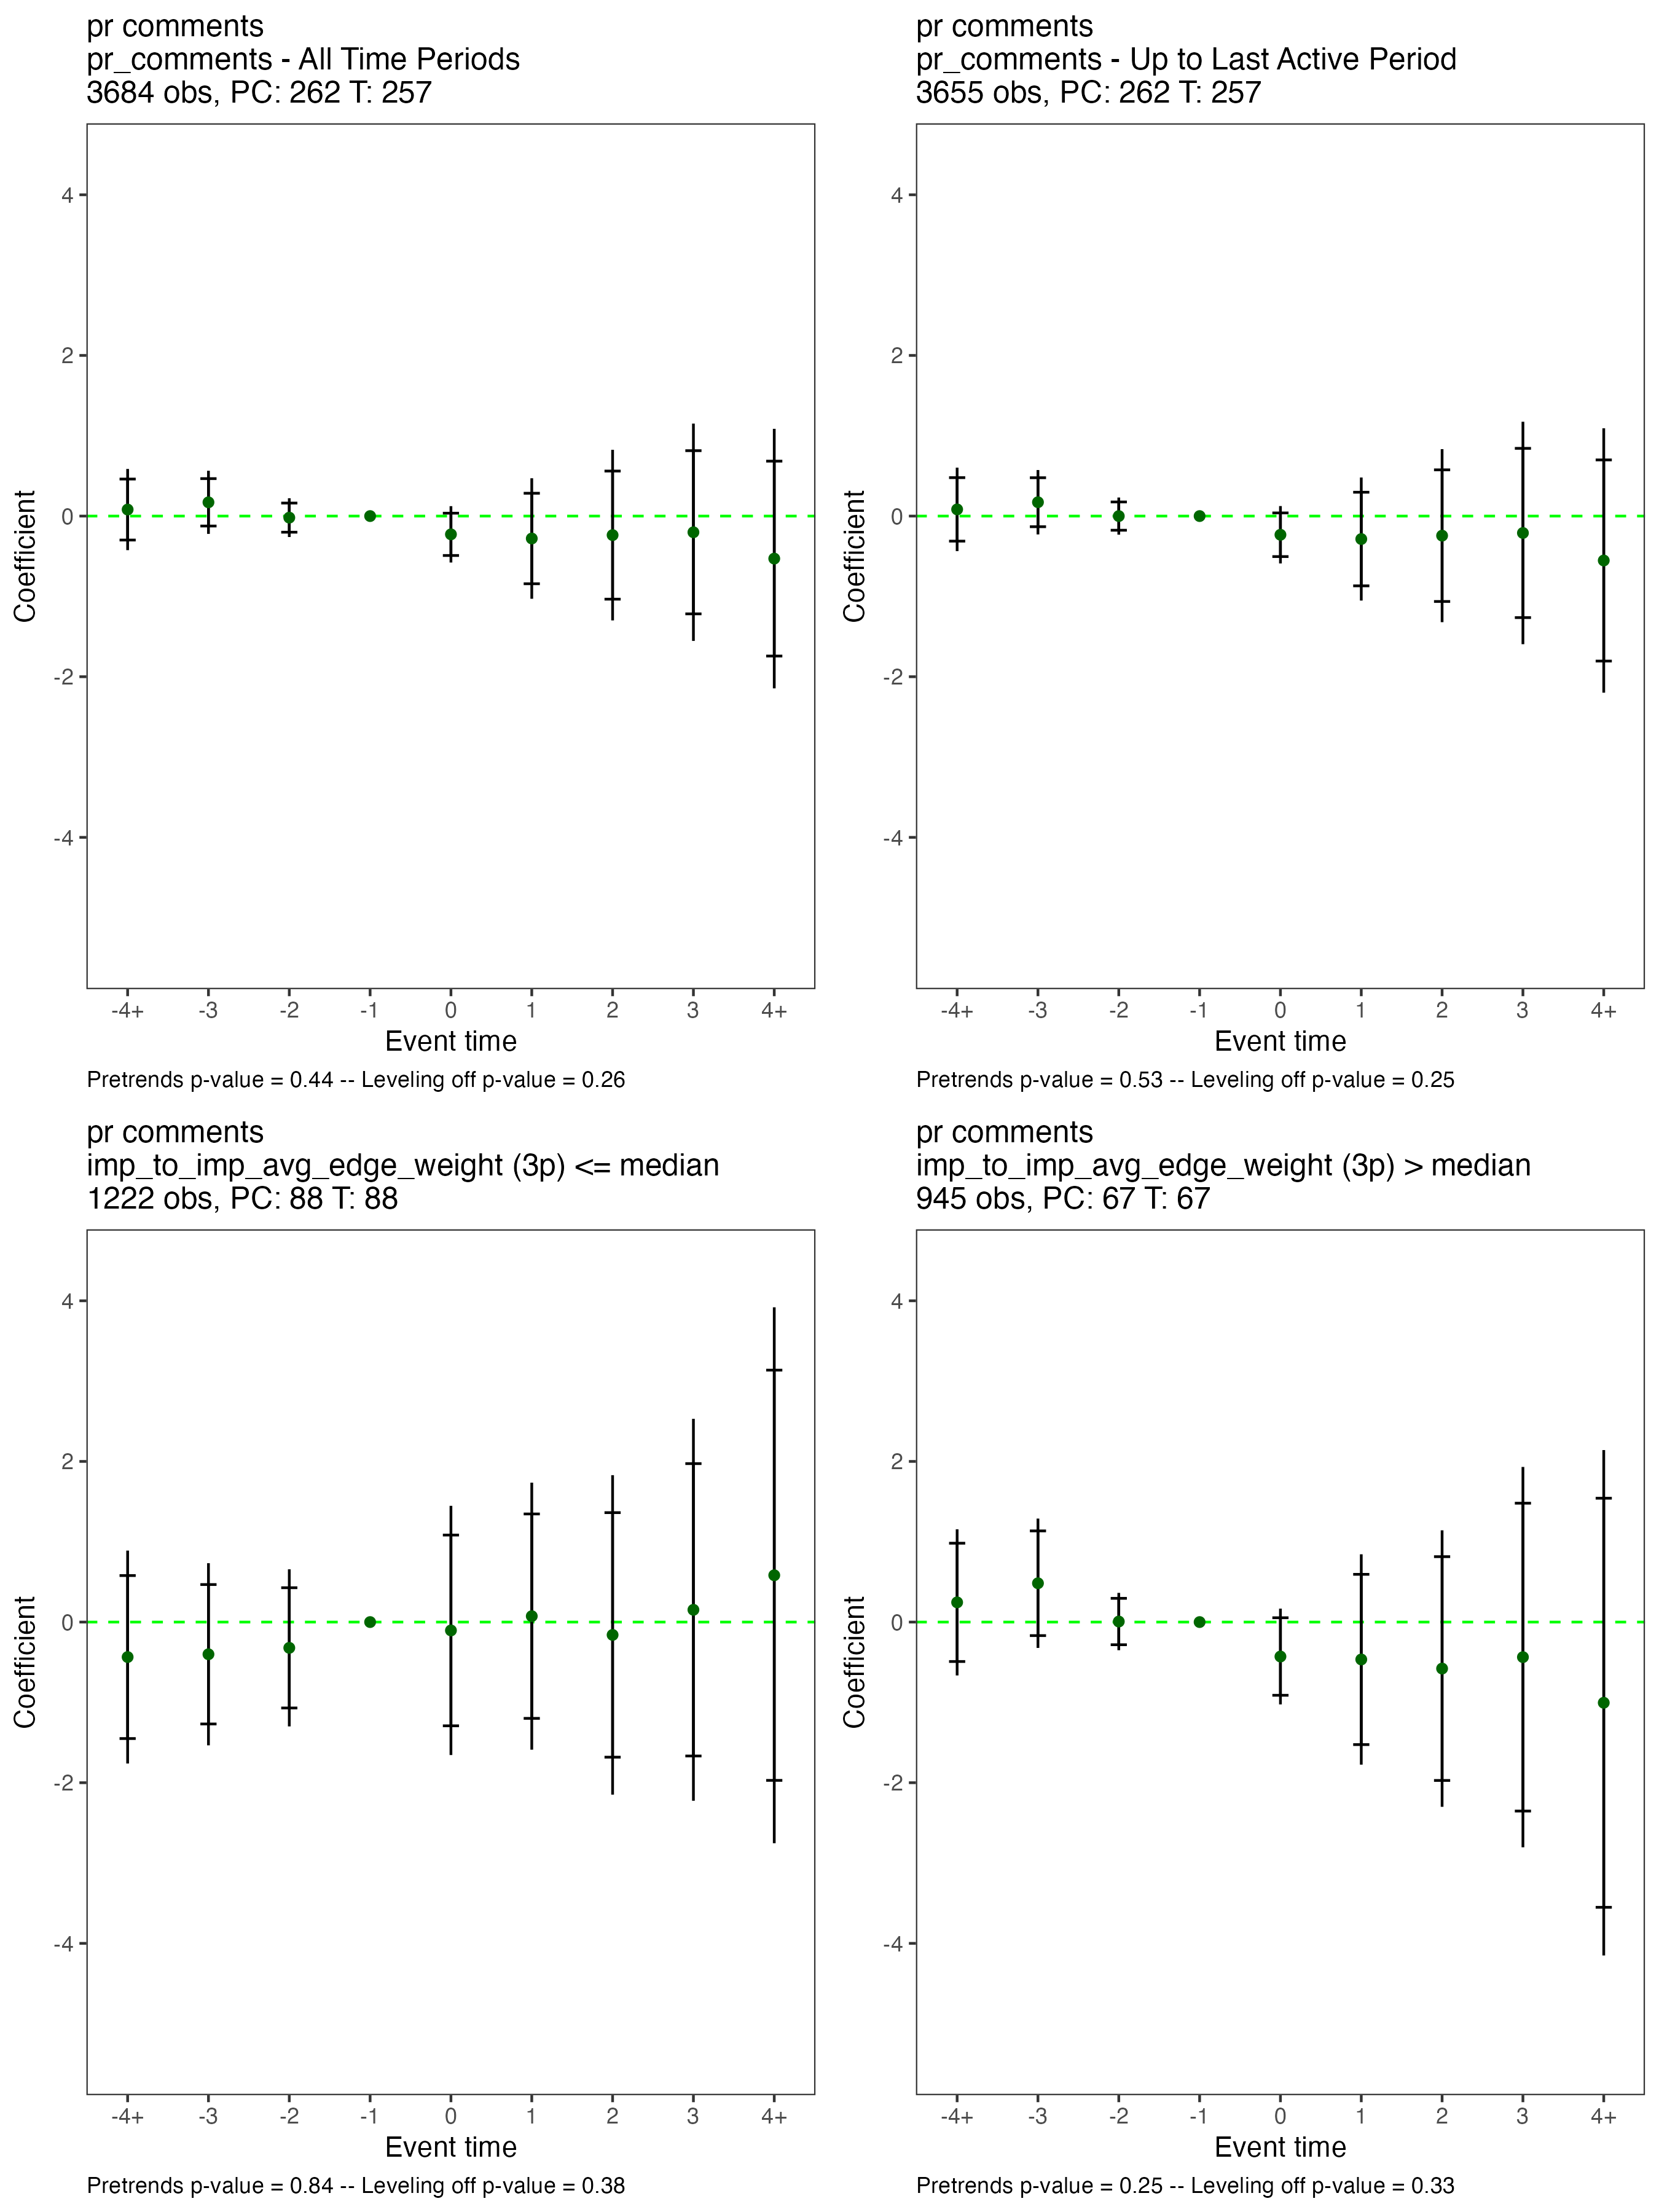 pr comments
pr_comments - All Time Periods
3684 obs, PC: 262 T: 257
4
2
0
-2
-4
Coefficient
-4+ -3 -2 -1 0 1 2 3 4+
Event time
Pretrends p-value = 0.44 -- Leveling off p-value = 0.26
pr comments
pr_comments - Up to Last Active Period
3655 obs, PC: 262 T: 257
4
2
0
-2
-4
Coefficient
-4+ -3 -2 -1 0 1 2 3 4+
Event time
Pretrends p-value = 0.53 -- Leveling off p-value = 0.25
pr comments
imp_to_imp_avg_edge_weight (3p) <= median
1222 obs, PC: 88 T: 88
4
2
0
-2
-4
Coefficient
-4+ -3 -2 -1 0 1 2 3 4+
Event time
Pretrends p-value = 0.84 -- Leveling off p-value = 0.38
pr comments
imp_to_imp_avg_edge_weight (3p) > median
945 obs, PC: 67 T: 67
4
2
0
-2
-4
Coefficient
-4+ -3 -2 -1 0 1 2 3 4+
Event time
Pretrends p-value = 0.25 -- Leveling off p-value = 0.33